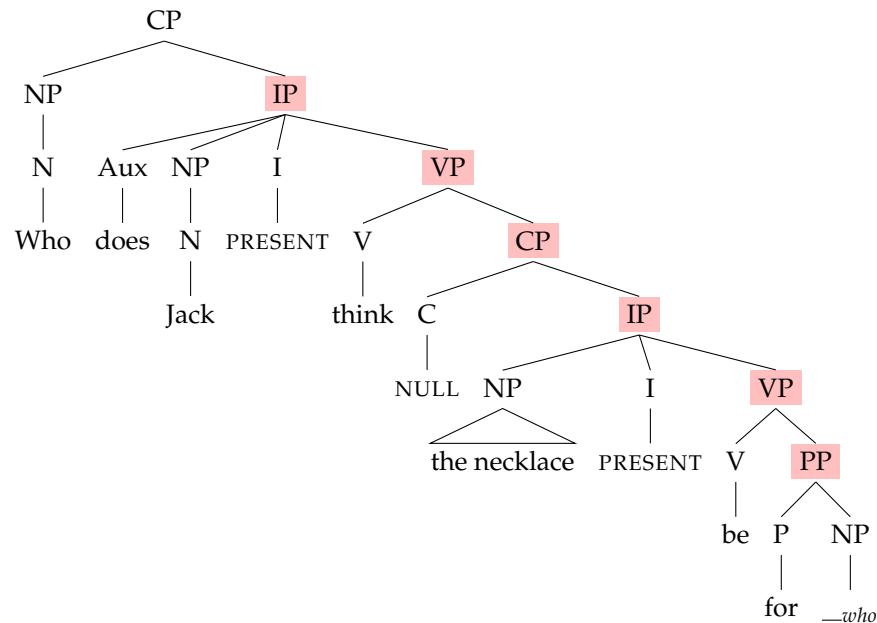 CP
NP IP
N Aux NP I VP
Who does N PRESENT V CP
Jack think C IP
NULL NP I VP
the necklace PRESENT V PP
be P NP
for __who